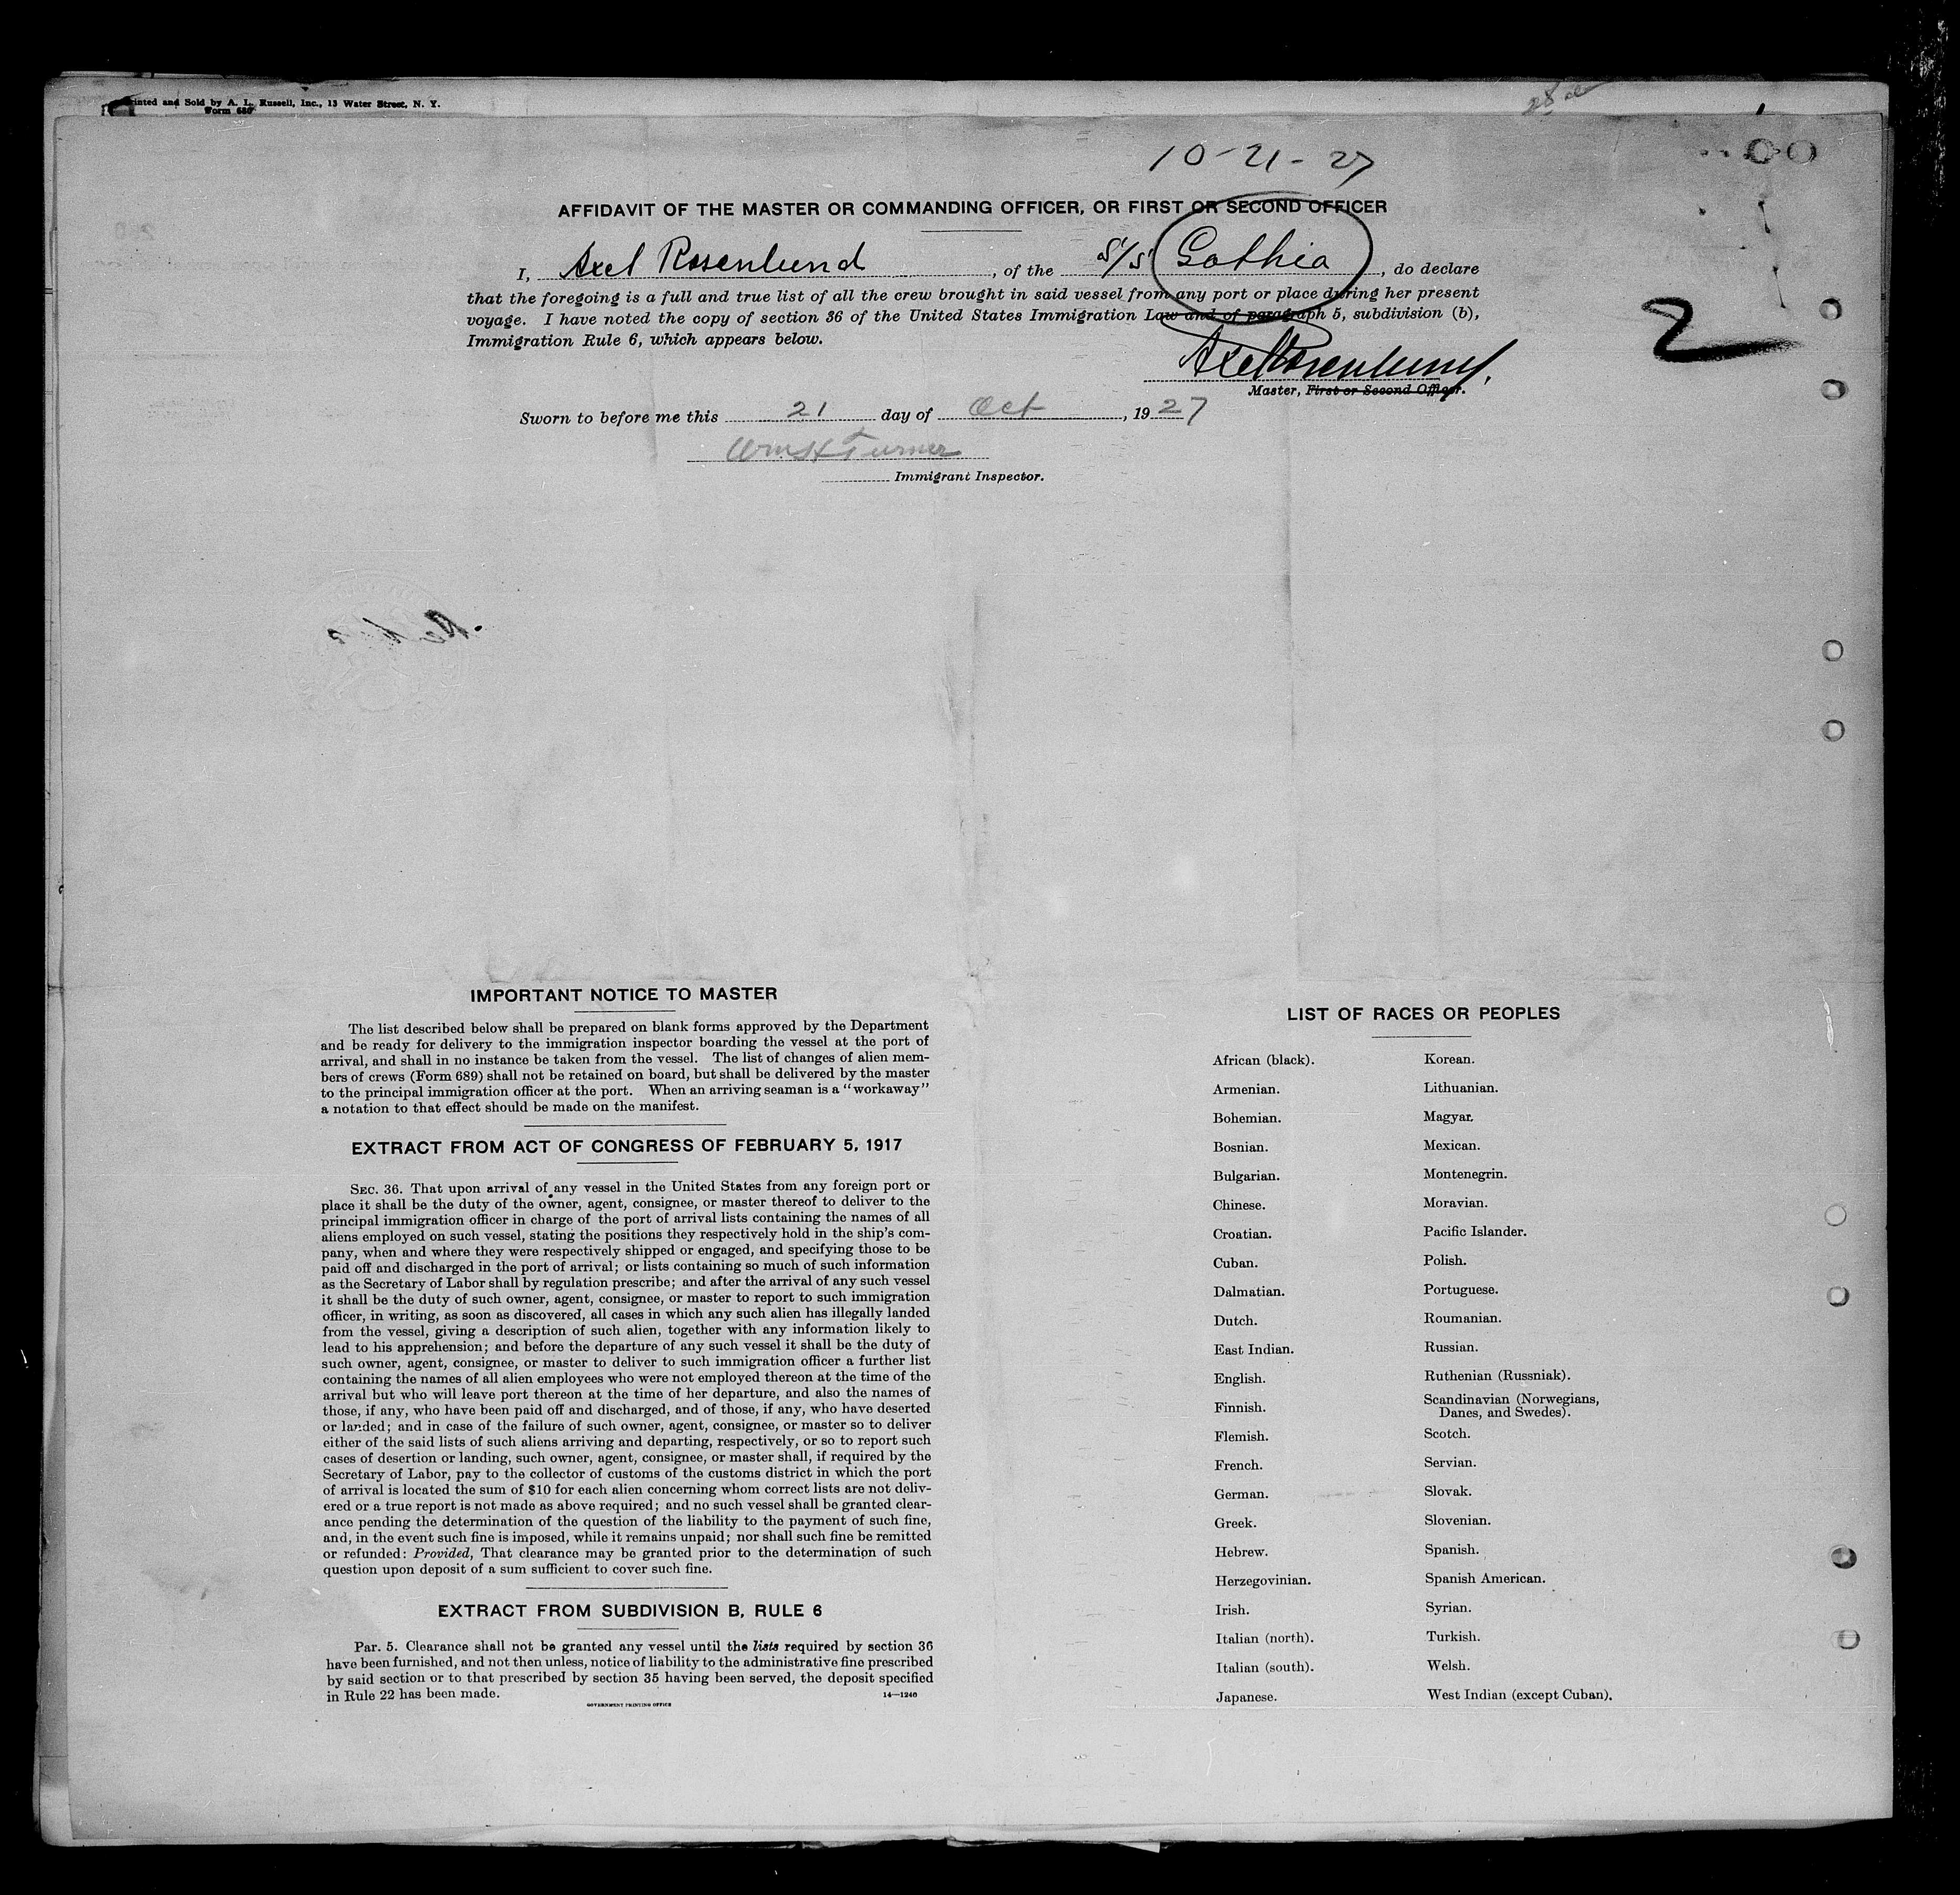 Printed and Sold by A. L. Russell, Inc., 13 Water Street, N. Y.
Form 680
10-21-27
AFFIDAVIT OF THE MASTER OR COMMANDING OFFICER, OR FIRST OR SECOND OFFICER
I, Axel Rosenlund, of the S/S Gothia, do declare
that the foregoing is a full and true list of all the crew brought in said vessel from any port or place during her present
voyage. I have noted the copy of section 36 of the United States Immigration Law and of paragraph 5, subdivision (b),
Immigration Rule 6, which appears below.
2
Axel Rosenlund.
Master, First or Second Officer.
Sworn to before me this 21 day of Oct, 1927
Wm H Turner
Immigrant Inspector.
IMPORTANT NOTICE TO MASTER
The list described below shall be prepared on blank forms approved by the Department
and be ready for delivery to the immigration inspector boarding the vessel at the port of
arrival, and shall in no instance be taken from the vessel. The list of changes of alien mem-
bers of crews (Form 689) shall not be retained on board, but shall be delivered by the master
to the principal immigration officer at the port. When an arriving seaman is a "workaway"
a notation to that effect should be made on the manifest.
EXTRACT FROM ACT OF CONGRESS OF FEBRUARY 5, 1917
SEC. 36. That upon arrival of any vessel in the United States from any foreign port or
place it shall be the duty of the owner, agent, consignee, or master thereof to deliver to the
principal immigration officer in charge of the port of arrival lists containing the names of all
aliens employed on such vessel, stating the positions they respectively hold in the ship's com-
pany, when and where they were respectively shipped or engaged, and specifying those to be
paid off and discharged in the port of arrival; or lists containing so much of such information
as the Secretary of Labor shall by regulation prescribe; and after the arrival of any such vessel
it shall be the duty of such owner, agent, consignee, or master to report to such immigration
officer, in writing, as soon as discovered, all cases in which any such alien has illegally landed
from the vessel, giving a description of such alien, together with any information likely to
lead to his apprehension; and before the departure of any such vessel it shall be the duty of
such owner, agent, consignee, or master to deliver to such immigration officer a further list
containing the names of all alien employees who were not employed thereon at the time of the
arrival but who will leave port thereon at the time of her departure, and also the names of
those, if any, who have been paid off and discharged, and of those, if any, who have deserted
or landed; and in case of the failure of such owner, agent, consignee, or master so to deliver
either of the said lists of such aliens arriving and departing, respectively, or so to report such
cases of desertion or landing, such owner, agent, consignee, or master shall, if required by the
Secretary of Labor, pay to the collector of customs of the customs district in which the port
of arrival is located the sum of $10 for each alien concerning whom correct lists are not deliv-
ered or a true report is not made as above required; and no such vessel shall be granted clear-
ance pending the determination of the question of the liability to the payment of such fine,
and, in the event such fine is imposed, while it remains unpaid; nor shall such fine be remitted
or refunded: Provided, That clearance may be granted prior to the determination of such
question upon deposit of a sum sufficient to cover such fine.
EXTRACT FROM SUBDIVISION B, RULE 6
Par. 5. Clearance shall not be granted any vessel until the lists required by section 36
have been furnished, and not then unless, notice of liability to the administrative fine prescribed
by said section or to that prescribed by section 35 having been served, the deposit specified
in Rule 22 has been made.
14—1246
GOVERNMENT PRINTING OFFICE
LIST OF RACES OR PEOPLES
African (black).
Armenian.
Bohemian.
Bosnian.
Bulgarian.
Chinese.
Croatian.
Cuban.
Dalmatian.
Dutch.
East Indian.
English.
Finnish.
Flemish.
French.
German.
Greek.
Hebrew.
Herzegovinian.
Irish.
Italian (north).
Italian (south).
Japanese.
Korean.
Lithuanian.
Magyar.
Mexican.
Montenegrin.
Moravian.
Pacific Islander.
Polish.
Portuguese.
Roumanian.
Russian.
Ruthenian (Russniak).
Scandinavian (Norwegians,
Danes, and Swedes).
Scotch.
Servian.
Slovak.
Slovenian.
Spanish.
Spanish American.
Syrian.
Turkish.
Welsh.
West Indian (except Cuban).